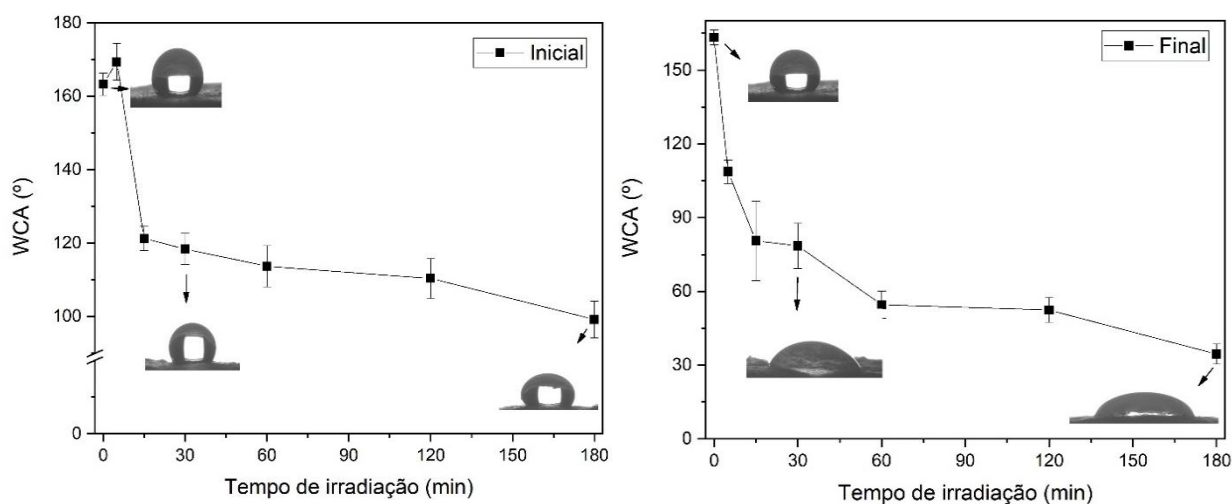 180
160
140
120
100
0
WCA (º)
Inicial
0 30 60 90 120 150 180
Tempo de irradiação (min)
150
120
90
60
30
0
WCA (º)
Final
0 30 60 90 120 150 180
Tempo de irradiação (min)